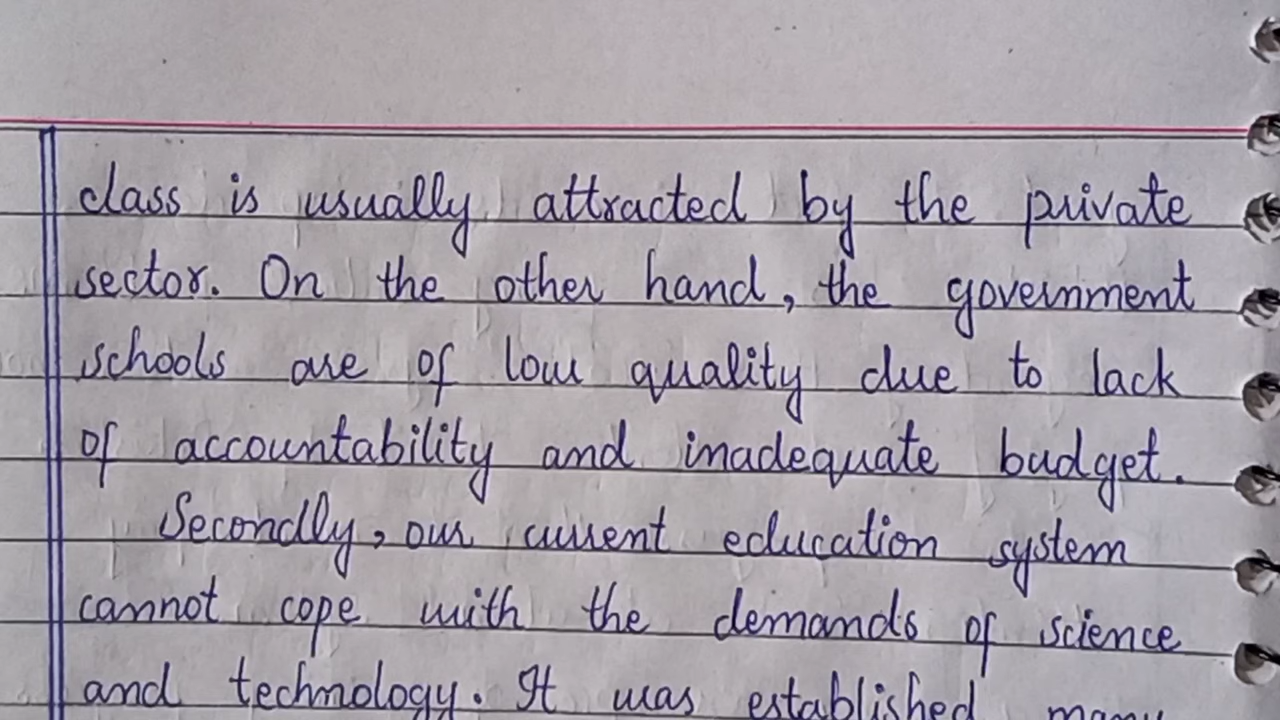 class is usually attracted by the private
sector. On the other hand, the government
schools are of low quality due to lack
of accountability and inadequate budget.
Secondly, our current education system
cannot cope with the demands of science
and technology. It was established many